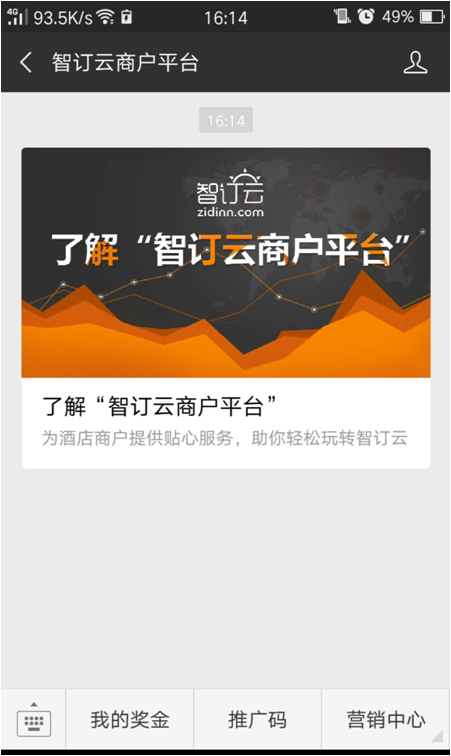 4G 93.5K/s 16:14 49%
智订云商户平台
16:14
智订云
zidinn.com
了解“智订云商户平台”
了解“智订云商户平台”
为酒店商户提供贴心服务，助你轻松玩转智订云
我的奖金 推广码 营销中心